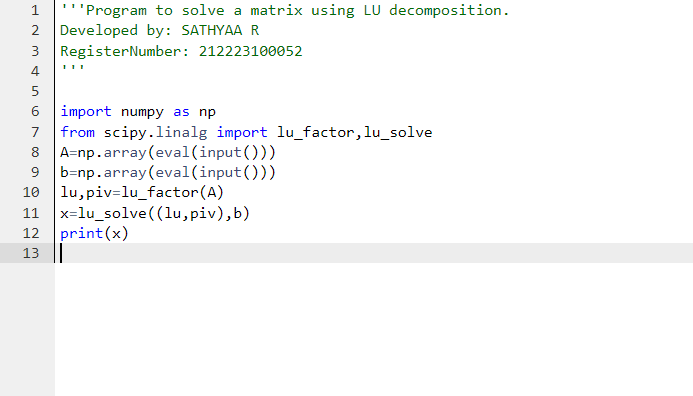 1 '''Program to solve a matrix using LU decomposition.
2 Developed by: SATHYAA R
3 RegisterNumber: 212223100052
4 '''
5
6 import numpy as np
7 from scipy.linalg import lu_factor,lu_solve
8 A=np.array(eval(input()))
9 b=np.array(eval(input()))
10 lu,piv=lu_factor(A)
11 x=lu_solve((lu,piv),b)
12 print(x)
13